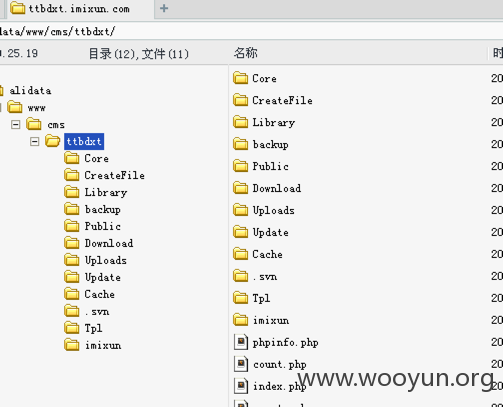 ttbdxt.imixun.com
data/www/cms/ttbdxt/
.25.19 目录(12),文件(11) 名称
alidata
www
cms
ttbdxt
Core
CreateFile
Library
backup
Public
Download
Uploads
Update
Cache
.svn
Tpl
imixun
Core 20
CreateFile 20
Library 20
backup 20
Public 20
Download 20
Uploads 20
Update 20
Cache 20
.svn 20
Tpl 20
imixun 20
phpinfo.php 20
count.php 20
index.php 20
www.wooyun.org